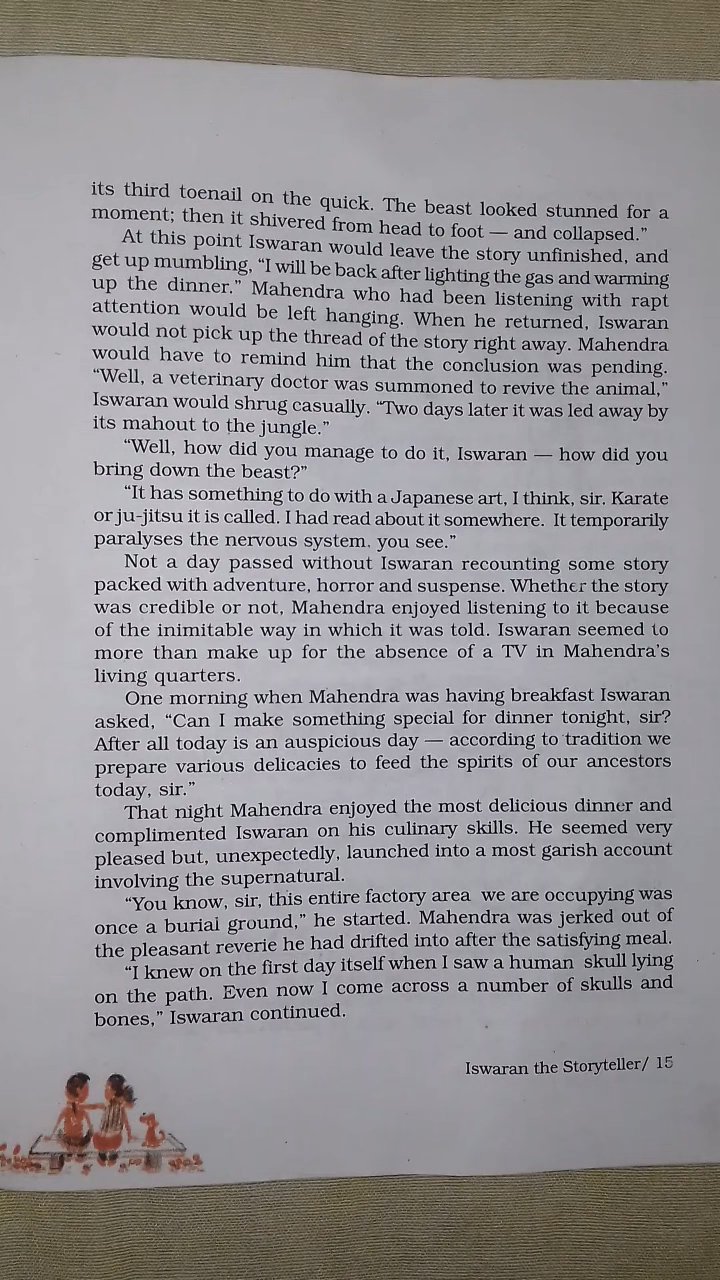 its third toenail on the quick. The beast looked stunned for a
moment; then it shivered from head to foot — and collapsed.”
At this point Iswaran would leave the story unfinished, and
get up mumbling, “I will be back after lighting the gas and warming
up the dinner.” Mahendra who had been listening with rapt
attention would be left hanging. When he returned, Iswaran
would not pick up the thread of the story right away. Mahendra
would have to remind him that the conclusion was pending.
“Well, a veterinary doctor was summoned to revive the animal,”
Iswaran would shrug casually. “Two days later it was led away by
its mahout to the jungle.”
“Well, how did you manage to do it, Iswaran — how did you
bring down the beast?”
“It has something to do with a Japanese art, I think, sir. Karate
or ju-jitsu it is called. I had read about it somewhere. It temporarily
paralyses the nervous system, you see.”
Not a day passed without Iswaran recounting some story
packed with adventure, horror and suspense. Whether the story
was credible or not, Mahendra enjoyed listening to it because
of the inimitable way in which it was told. Iswaran seemed to
more than make up for the absence of a TV in Mahendra’s
living quarters.
One morning when Mahendra was having breakfast Iswaran
asked, “Can I make something special for dinner tonight, sir?
After all today is an auspicious day — according to tradition we
prepare various delicacies to feed the spirits of our ancestors
today, sir.”
That night Mahendra enjoyed the most delicious dinner and
complimented Iswaran on his culinary skills. He seemed very
pleased but, unexpectedly, launched into a most garish account
involving the supernatural.
“You know, sir, this entire factory area we are occupying was
once a burial ground,” he started. Mahendra was jerked out of
the pleasant reverie he had drifted into after the satisfying meal.
“I knew on the first day itself when I saw a human skull lying
on the path. Even now I come across a number of skulls and
bones,” Iswaran continued.
Iswaran the Storyteller/ 15